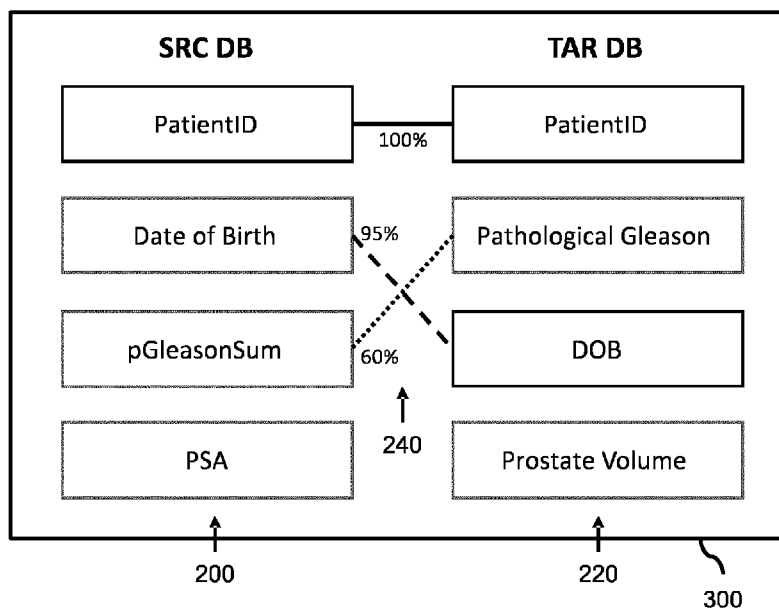 SRC DB
TAR DB
PatientID
100%
PatientID
Date of Birth
95%
Pathological Gleason
pGleasonSum
60%
DOB
240
PSA
Prostate Volume
200
220
300